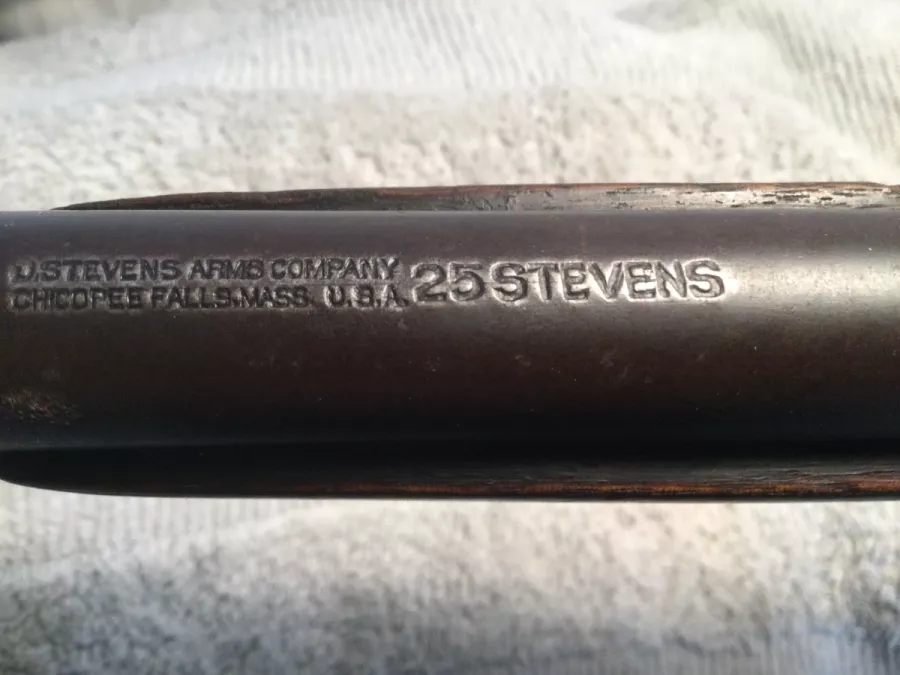 J. STEVENS ARMS COMPANY
CHICOPEE FALLS. MASS. U.S.A.
25 STEVENS